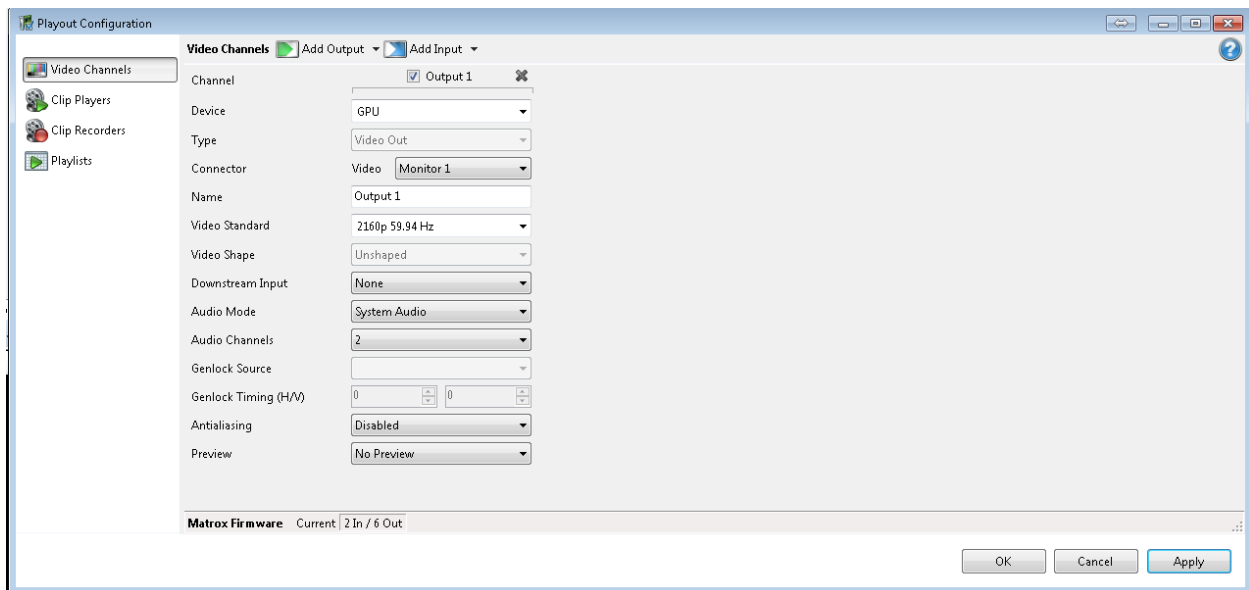 Playout Configuration
Video Channels
Clip Players
Clip Recorders
Playlists
Video Channels Add Output Add Input
Channel Output 1
Device GPU
Type Video Out
Connector Video Monitor 1
Name Output 1
Video Standard 2160p 59.94 Hz
Video Shape Unshaped
Downstream Input None
Audio Mode System Audio
Audio Channels 2
Genlock Source
Genlock Timing (H/V) 0 0
Antialiasing Disabled
Preview No Preview
Matrox Firmware Current 2 In / 6 Out
OK Cancel Apply